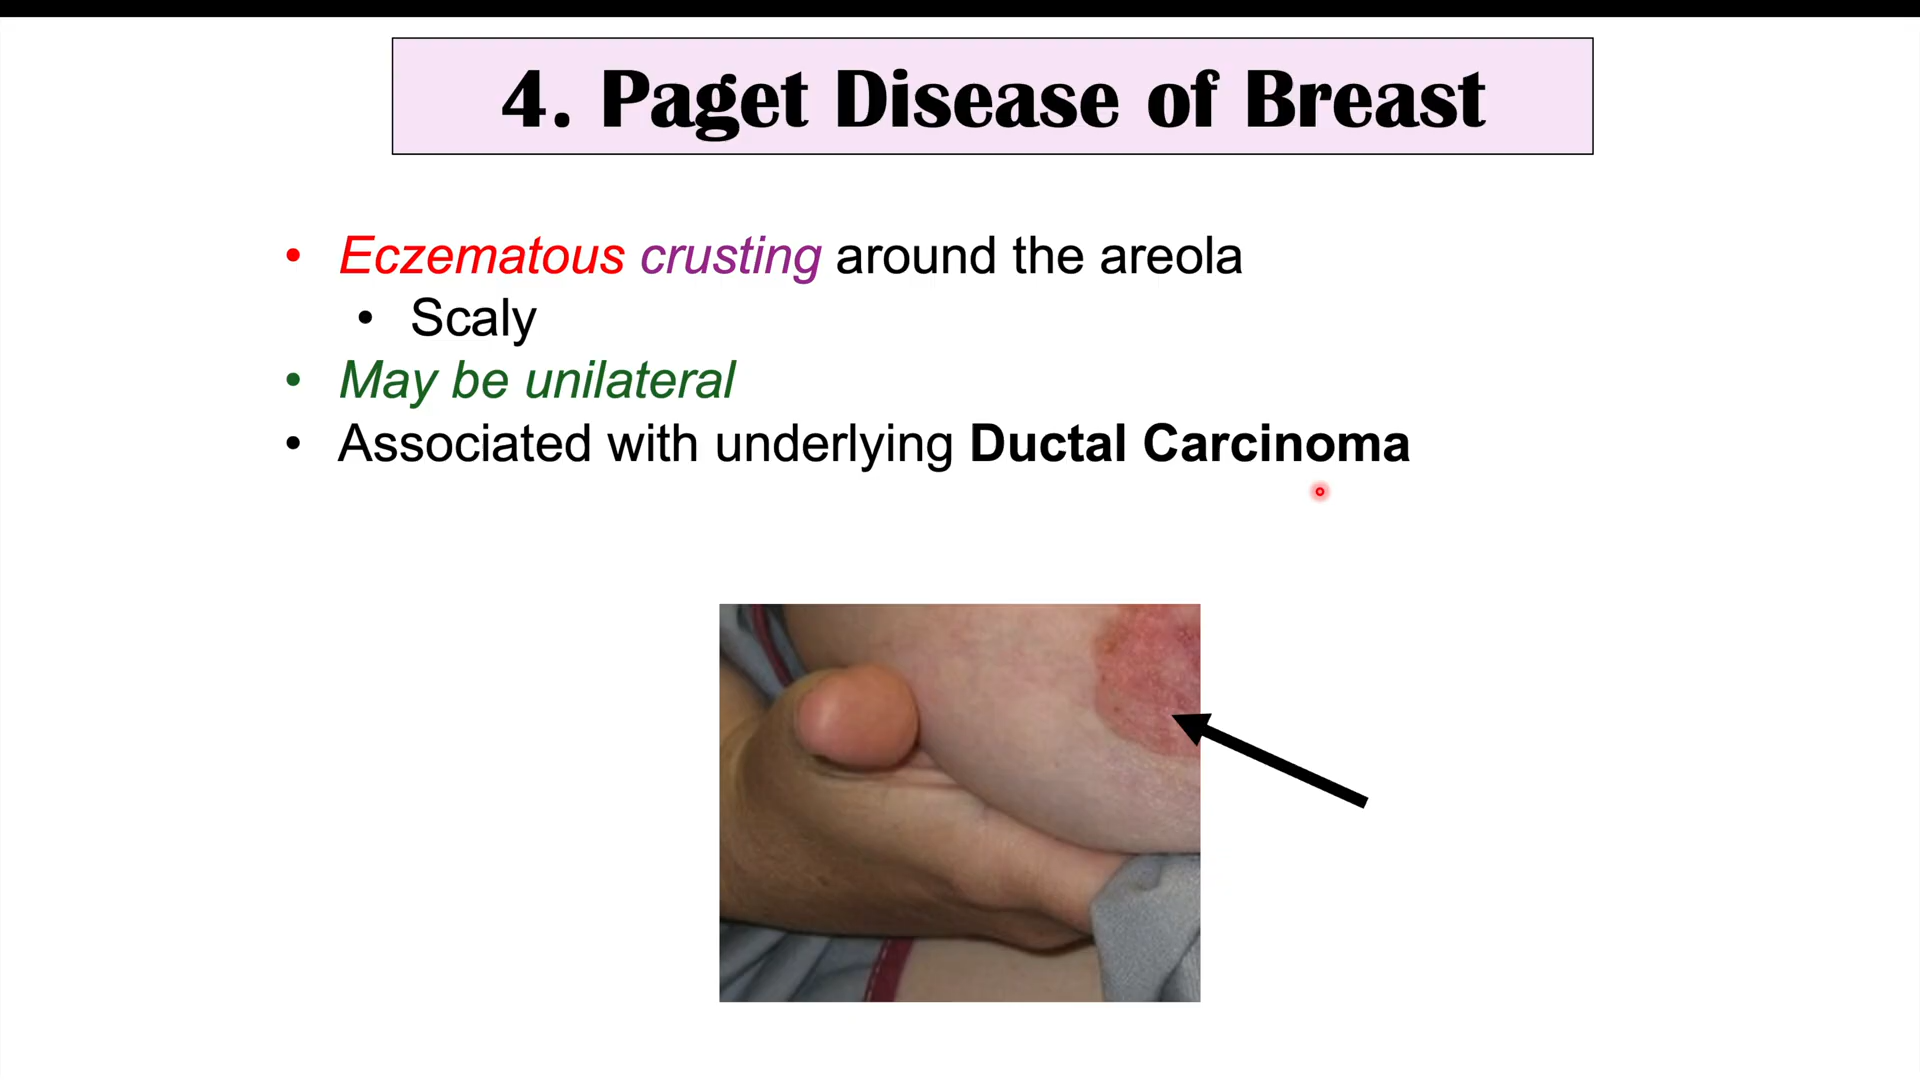 4. Paget Disease of Breast
• Eczematous crusting around the areola
• Scaly
• May be unilateral
• Associated with underlying Ductal Carcinoma